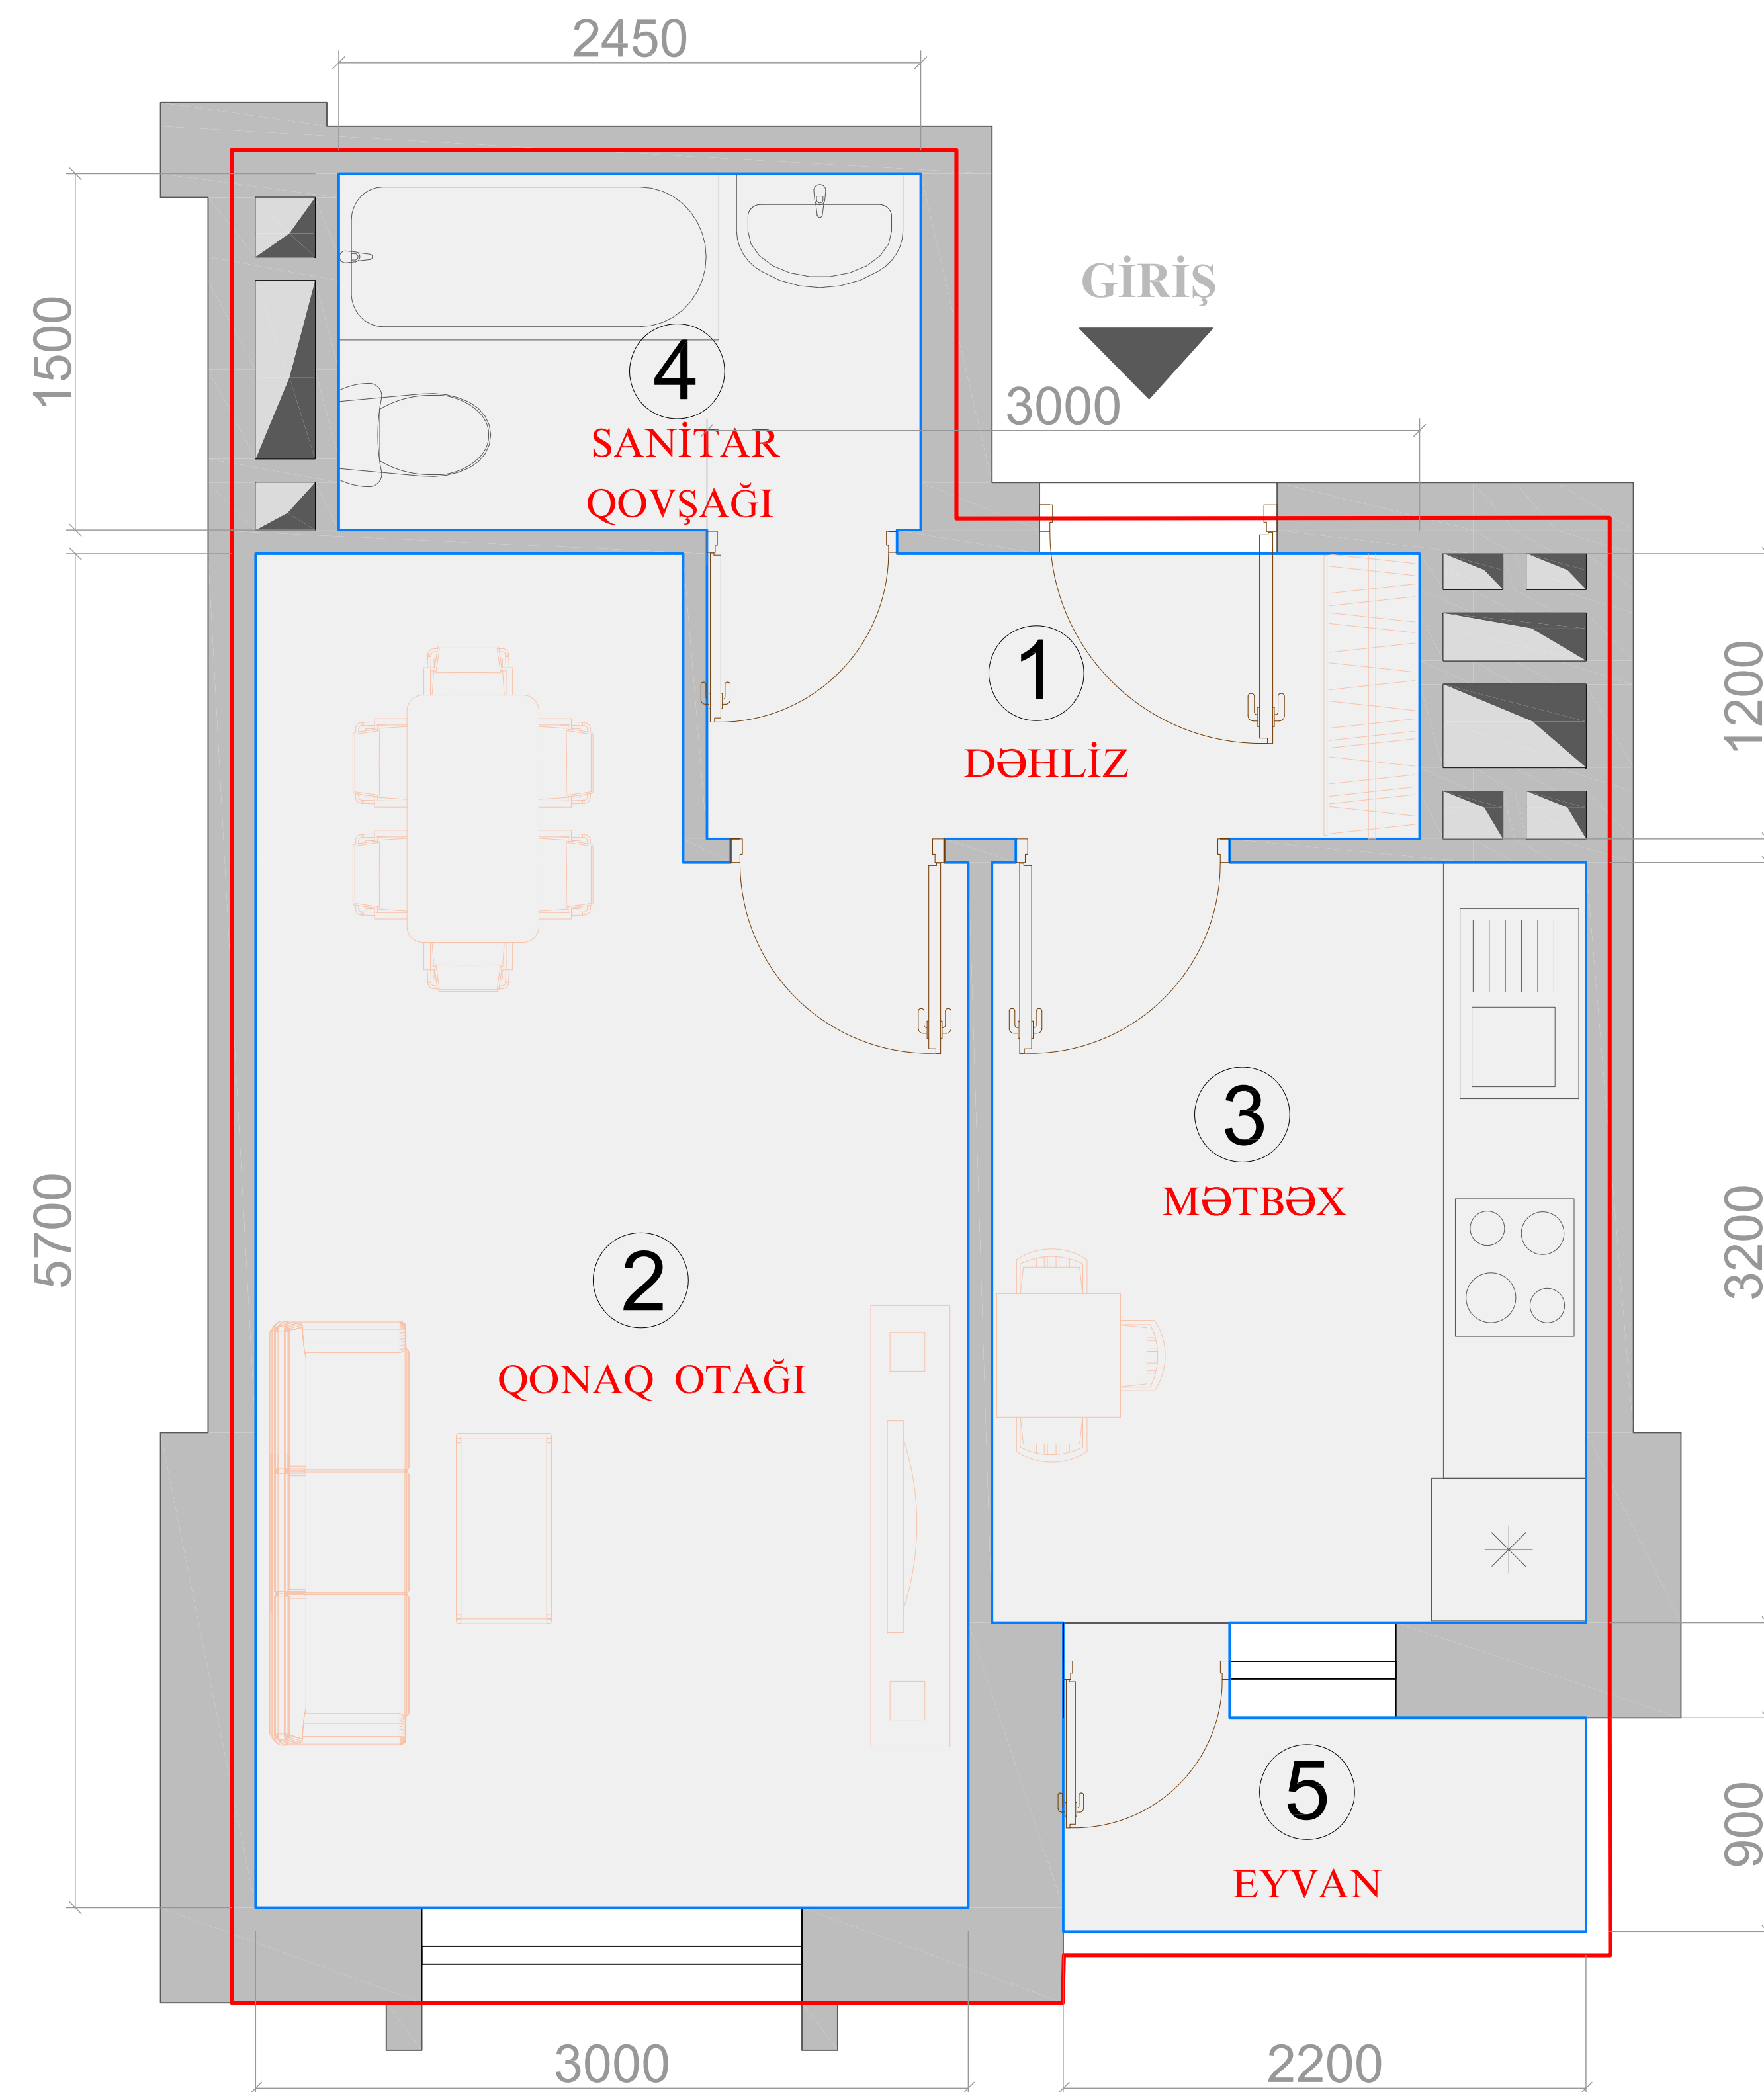 2450
GİRİŞ
1500
4
3000
SANİTAR
QOVŞAĞI
1
1200
DƏHLİZ
3
MƏTBƏX
5700
3200
2
QONAQ OTAĞI
5
900
EYVAN
3000
2200